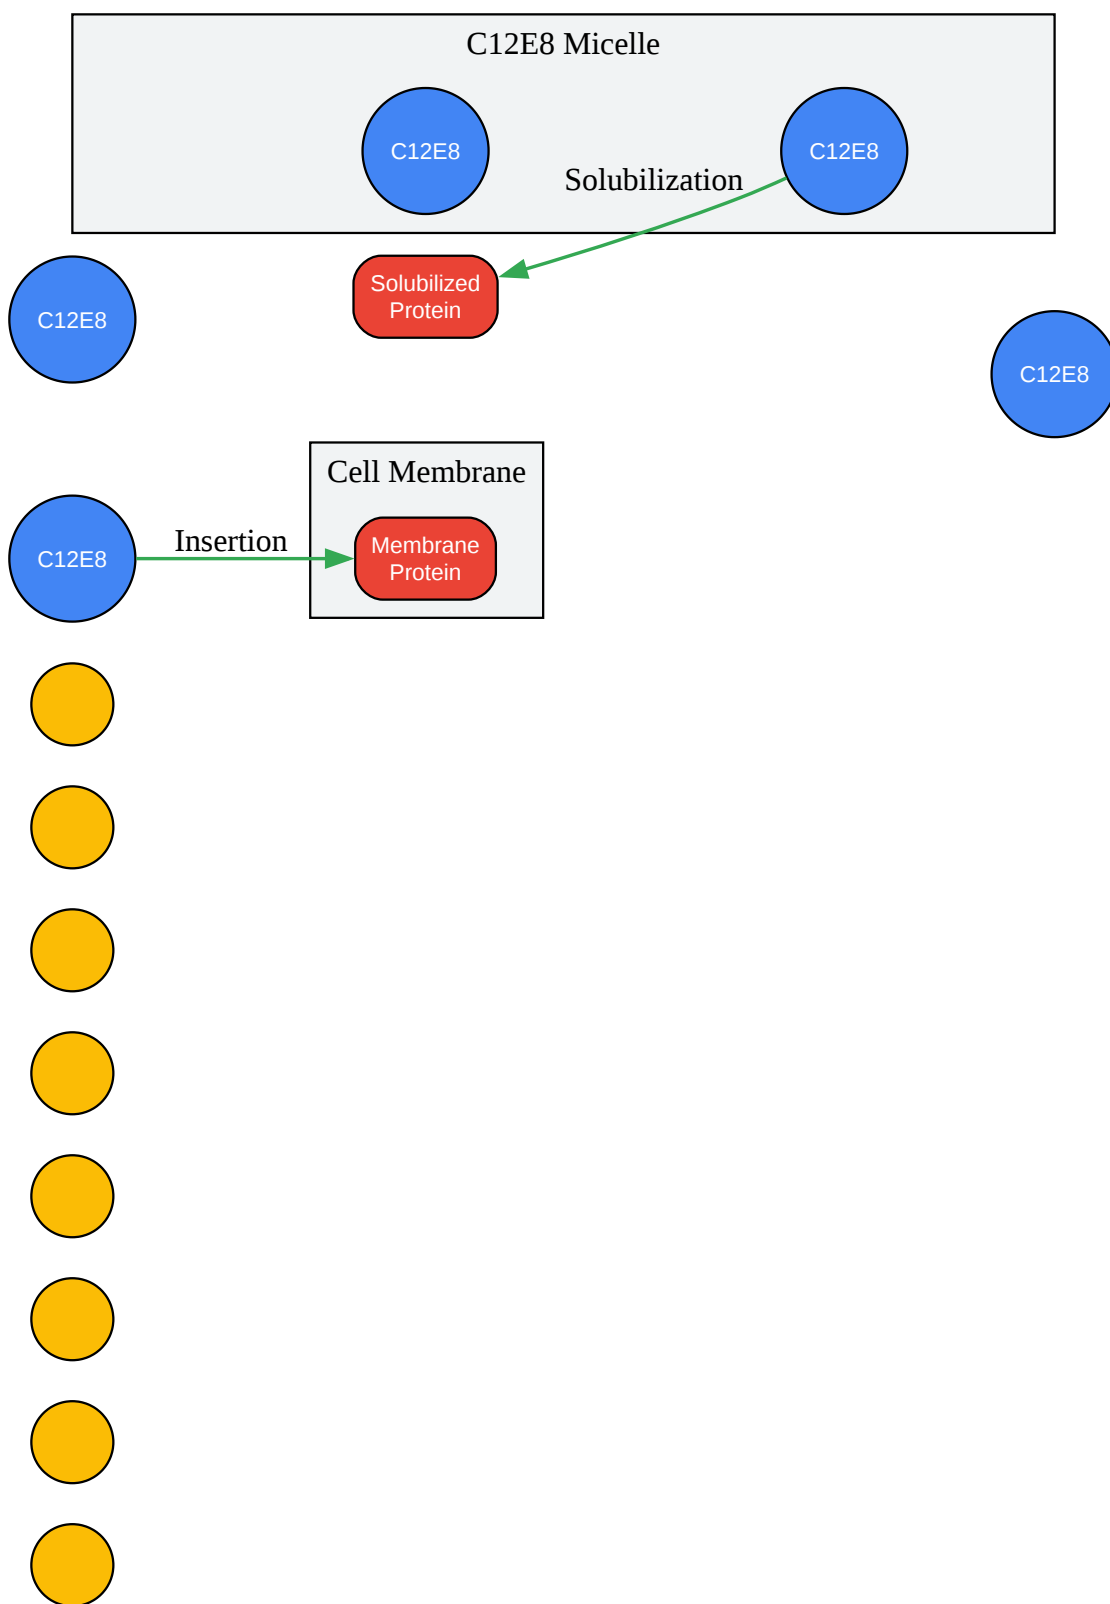 C12E8 Micelle
C12E8
C12E8
Solubilization
Solubilized
Protein
C12E8
C12E8
Cell Membrane
C12E8
Insertion
Membrane
Protein